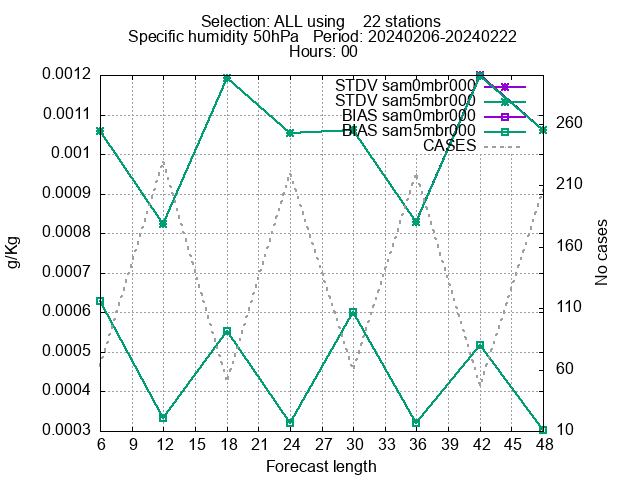 Selection: ALL using    22 stations
Specific humidity 50hPa   Period: 20240206-20240222
Hours: 00
STDV sam0mbr000
STDV sam5mbr000
BIAS sam0mbr000
BIAS sam5mbr000
CASES
0.0012
0.0011
0.001
0.0009
0.0008
0.0007
0.0006
0.0005
0.0004
0.0003
g/Kg
260
210
160
110
60
10
No cases
6 9 12 15 18 21 24 27 30 33 36 39 42 45 48
Forecast length